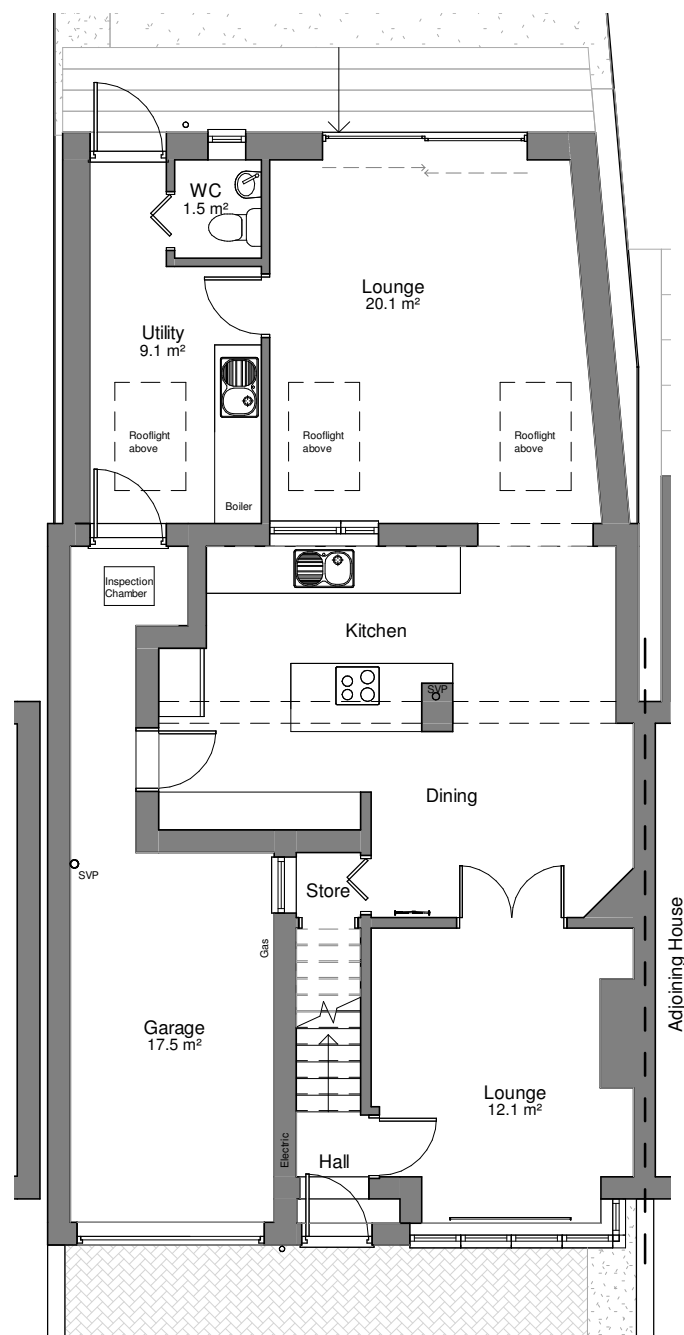 WC
1.5 m²
Lounge
20.1 m²
Utility
9.1 m²
Rooflight
above
Rooflight
above
Rooflight
above
Boiler
Inspection
Chamber
Kitchen
SVP
Dining
SVP
Store
Gas
Adjoining House
Garage
17.5 m²
Lounge
12.1 m²
Electric
Hall